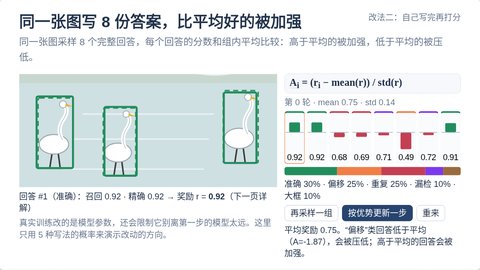 同一张图写 8 份答案，比平均好的被加强
改法二：自己写完再打分
同一张图采样 8 个完整回答，每个回答的分数和组内平均比较：高于平均的被加强，低于平均的被压
低。
A_i = (r_i − mean(r)) / std(r)
第 0 轮 · mean 0.75 · std 0.14
0.92 0.92 0.68 0.69 0.71 0.49 0.72 0.91
准确 30% · 偏移 25% · 重复 25% · 漏检 10% ·
大框 10%
再采样一组 按优势更新一步 重来
平均奖励 0.75。“偏移”类回答低于平均
（A=-1.87），会被压低；高于平均的回答会被
加强。
回答 #1（准确）：召回 0.92 · 精确 0.92 → 奖励 r = 0.92（下一页详
解）
真实训练改的是模型参数，还会限制它别离第一步的模型太远。这里
只用 5 种写法的概率来演示改动的方向。